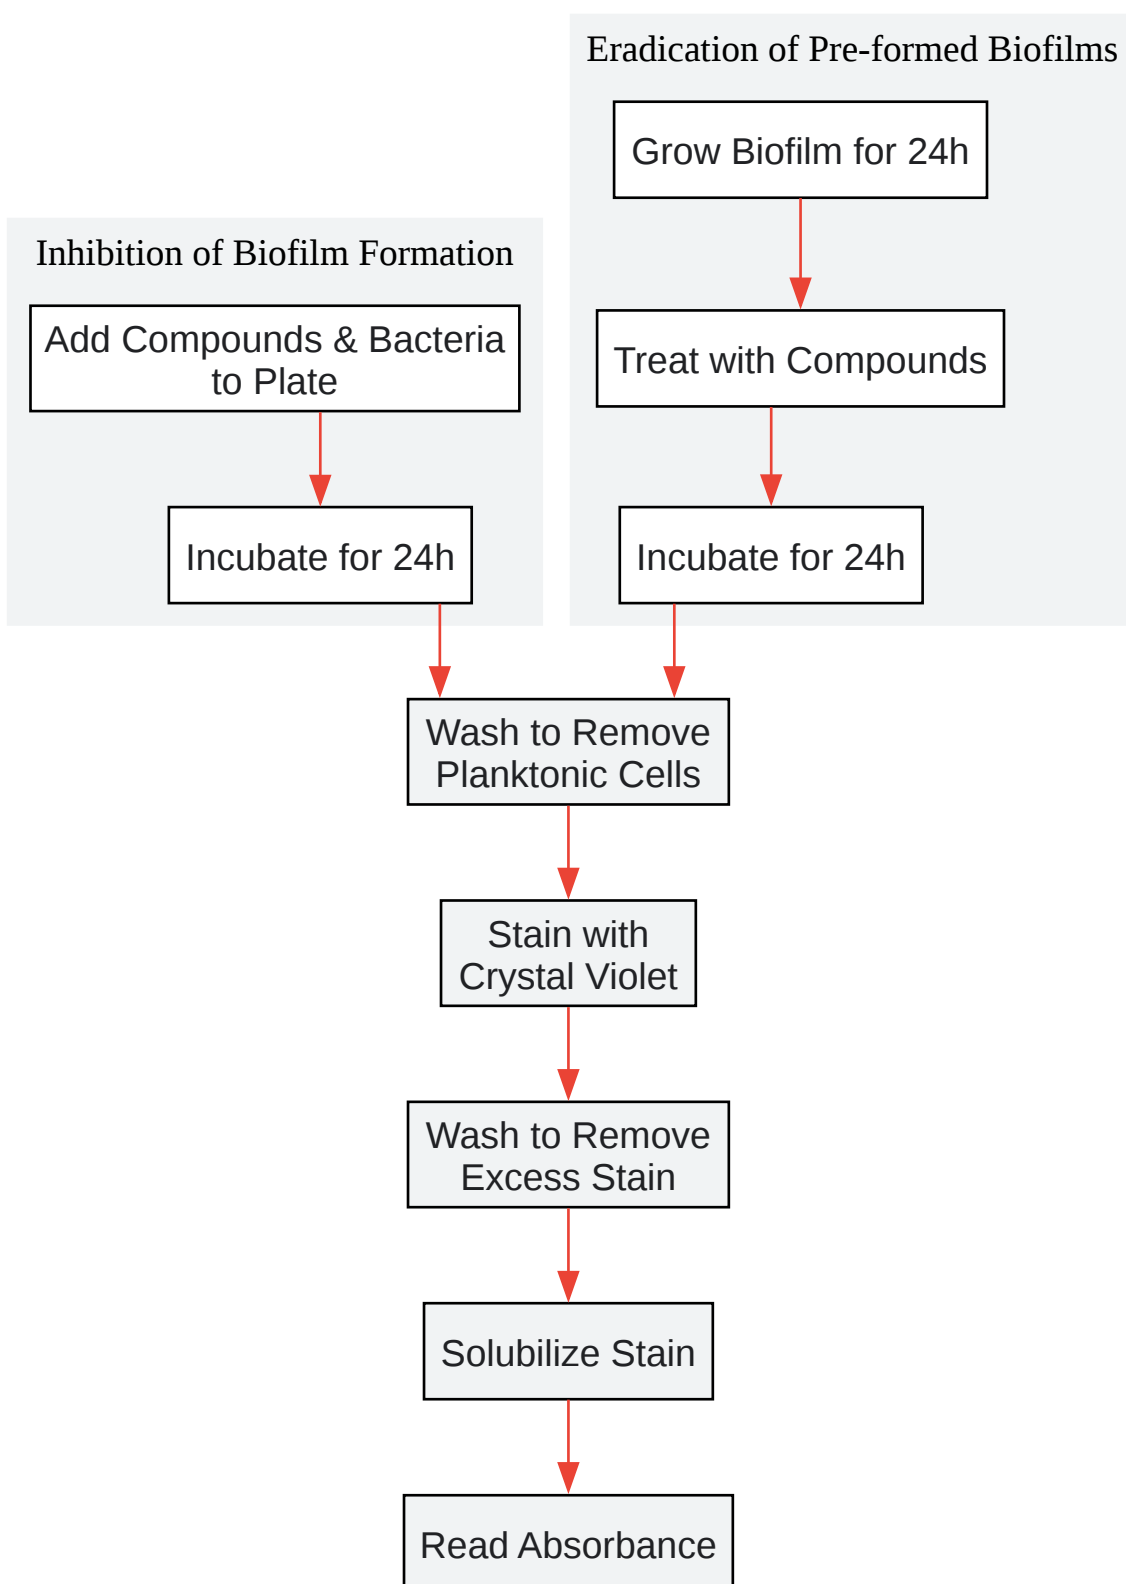 Eradication of Pre-formed Biofilms
Grow Biofilm for 24h
Inhibition of Biofilm Formation
Add Compounds & Bacteria
to Plate
Treat with Compounds
Incubate for 24h
Incubate for 24h
Wash to Remove
Planktonic Cells
Stain with
Crystal Violet
Wash to Remove
Excess Stain
Solubilize Stain
Read Absorbance